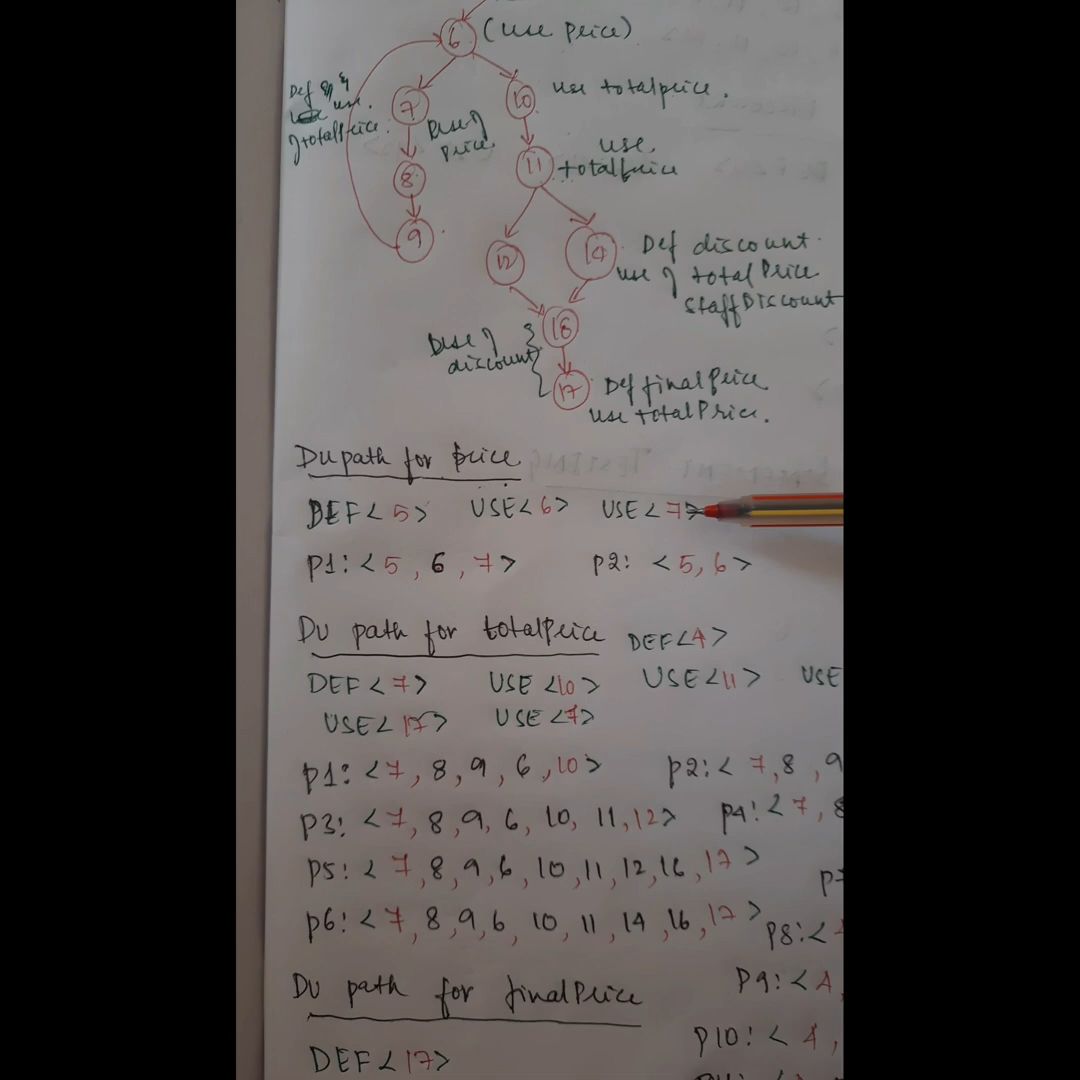 6 (use price)
Def & use of totalprice.
7
use of price
10 use totalprice.
8
11 use totalprice
9
12
14 Def discount. use of totalPrice staffDiscount
use of discount
16
17 Def finalPrice use totalPrice.
Du path for price
DEF<5> USE<6> USE<7>
p1: <5, 6, 7> p2: <5, 6>
Du path for totalPrice DEF<4>
DEF<7> USE<10> USE<11> USE
USE<17> USE<7>
p1: <7, 8, 9, 6, 10> p2: <7, 8, 9
p3: <7, 8, 9, 6, 10, 11, 12> p4: <7, 8
p5: <7, 8, 9, 6, 10, 11, 12, 16, 17>
p6: <7, 8, 9, 6, 10, 11, 14, 16, 17> p8: <
Du path for finalPrice p9: <4,
p10: <4,
DEF<17>